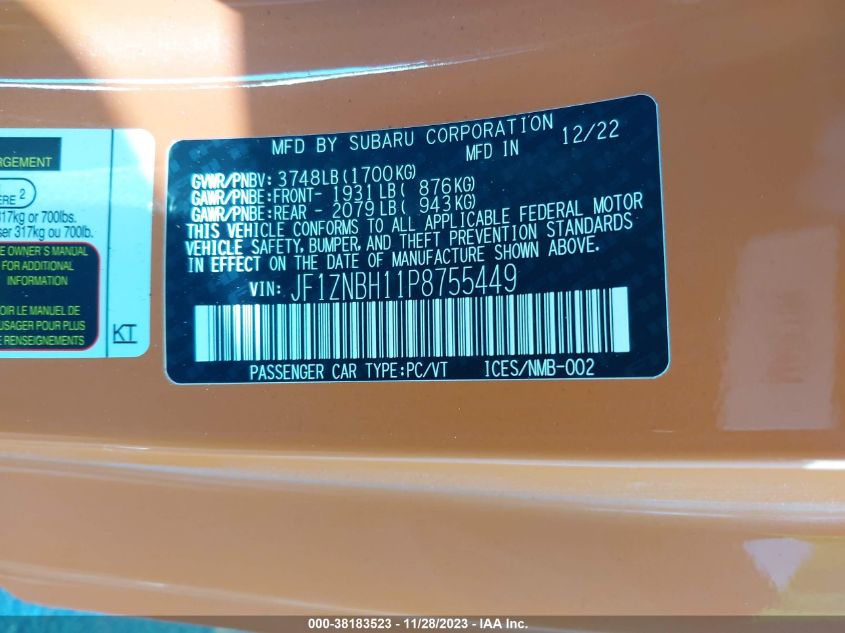 RGEMENT
ÈRE 2
317kg or 700lbs.
ser 317kg ou 700lb.
OWNER'S MANUAL
FOR ADDITIONAL
INFORMATION
OIR LE MANUEL DE
USAGER POUR PLUS
E RENSEIGNEMENTS
KT
MFD BY SUBARU CORPORATION
MFD IN 12/22
GVWR/PNBV: 3748LB(1700KG)
GAWR/PNBE:FRONT- 1931LB( 876KG)
GAWR/PNBE:REAR - 2079LB( 943KG)
THIS VEHICLE CONFORMS TO ALL APPLICABLE FEDERAL MOTOR
VEHICLE SAFETY, BUMPER, AND THEFT PREVENTION STANDARDS
IN EFFECT ON THE DATE OF MANUFACTURE SHOWN ABOVE.
VIN: JF1ZNBH11P8755449
PASSENGER CAR TYPE:PC/VT ICES/NMB-002
000-38183523 - 11/28/2023 - IAA Inc.